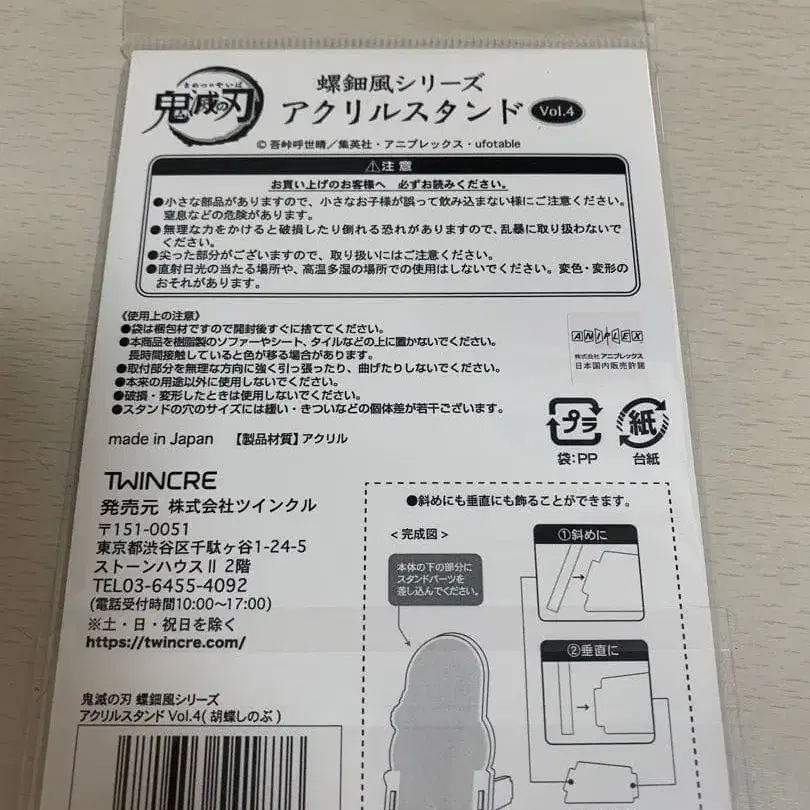 きめつのやいば
鬼滅の刃
螺鈿風シリーズ
アクリルスタンド Vol.4
© 吾峠呼世晴／集英社・アニプレックス・ufotable
⚠注意
お買い上げのお客様へ 必ずお読みください。
●小さな部品がありますので、小さなお子様が誤って飲み込まない様にご注意ください。
窒息などの危険があります。
●無理な力をかけると破損したり倒れる恐れがありますので、乱暴に取り扱わないで
ください。
●尖った部分がございますので、取り扱いにはご注意ください。
●直射日光の当たる場所や、高温多湿の場所での使用はしないでください。変色・変形の
おそれがあります。
《使用上の注意》
●袋は梱包材ですので開封後すぐに捨ててください。
●本商品を樹脂製のソファーやシート、タイルなどの上に置かないでください。
長時間接触していると色が移る場合があります。
●取付部分を無理な方向に強く引っ張ったり、曲げたりしないでください。
●本来の用途以外に使用しないでください。
●破損・変形したときは使用しないでください。
●スタンドの穴のサイズには緩い・きついなどの個体差が若干ございます。
ANIPLEX
株式会社 アニプレックス
日本国内販売許諾
made in Japan 【製品材質】アクリル
プラ
袋:PP
紙
台紙
TWINCRE
発売元 株式会社ツインクル
〒151-0051
東京都渋谷区千駄ヶ谷1-24-5
ストーンハウスⅡ 2階
TEL03-6455-4092
(電話受付時間10:00〜17:00)
※土・日・祝日を除く
https://twincre.com/
鬼滅の刃 螺鈿風シリーズ
アクリルスタンド Vol.4(胡蝶しのぶ)
●斜めにも垂直にも飾ることができます。
<完成図>
本体の下の部分に
スタンドパーツを
差し込んでください。
①斜めに
②垂直に